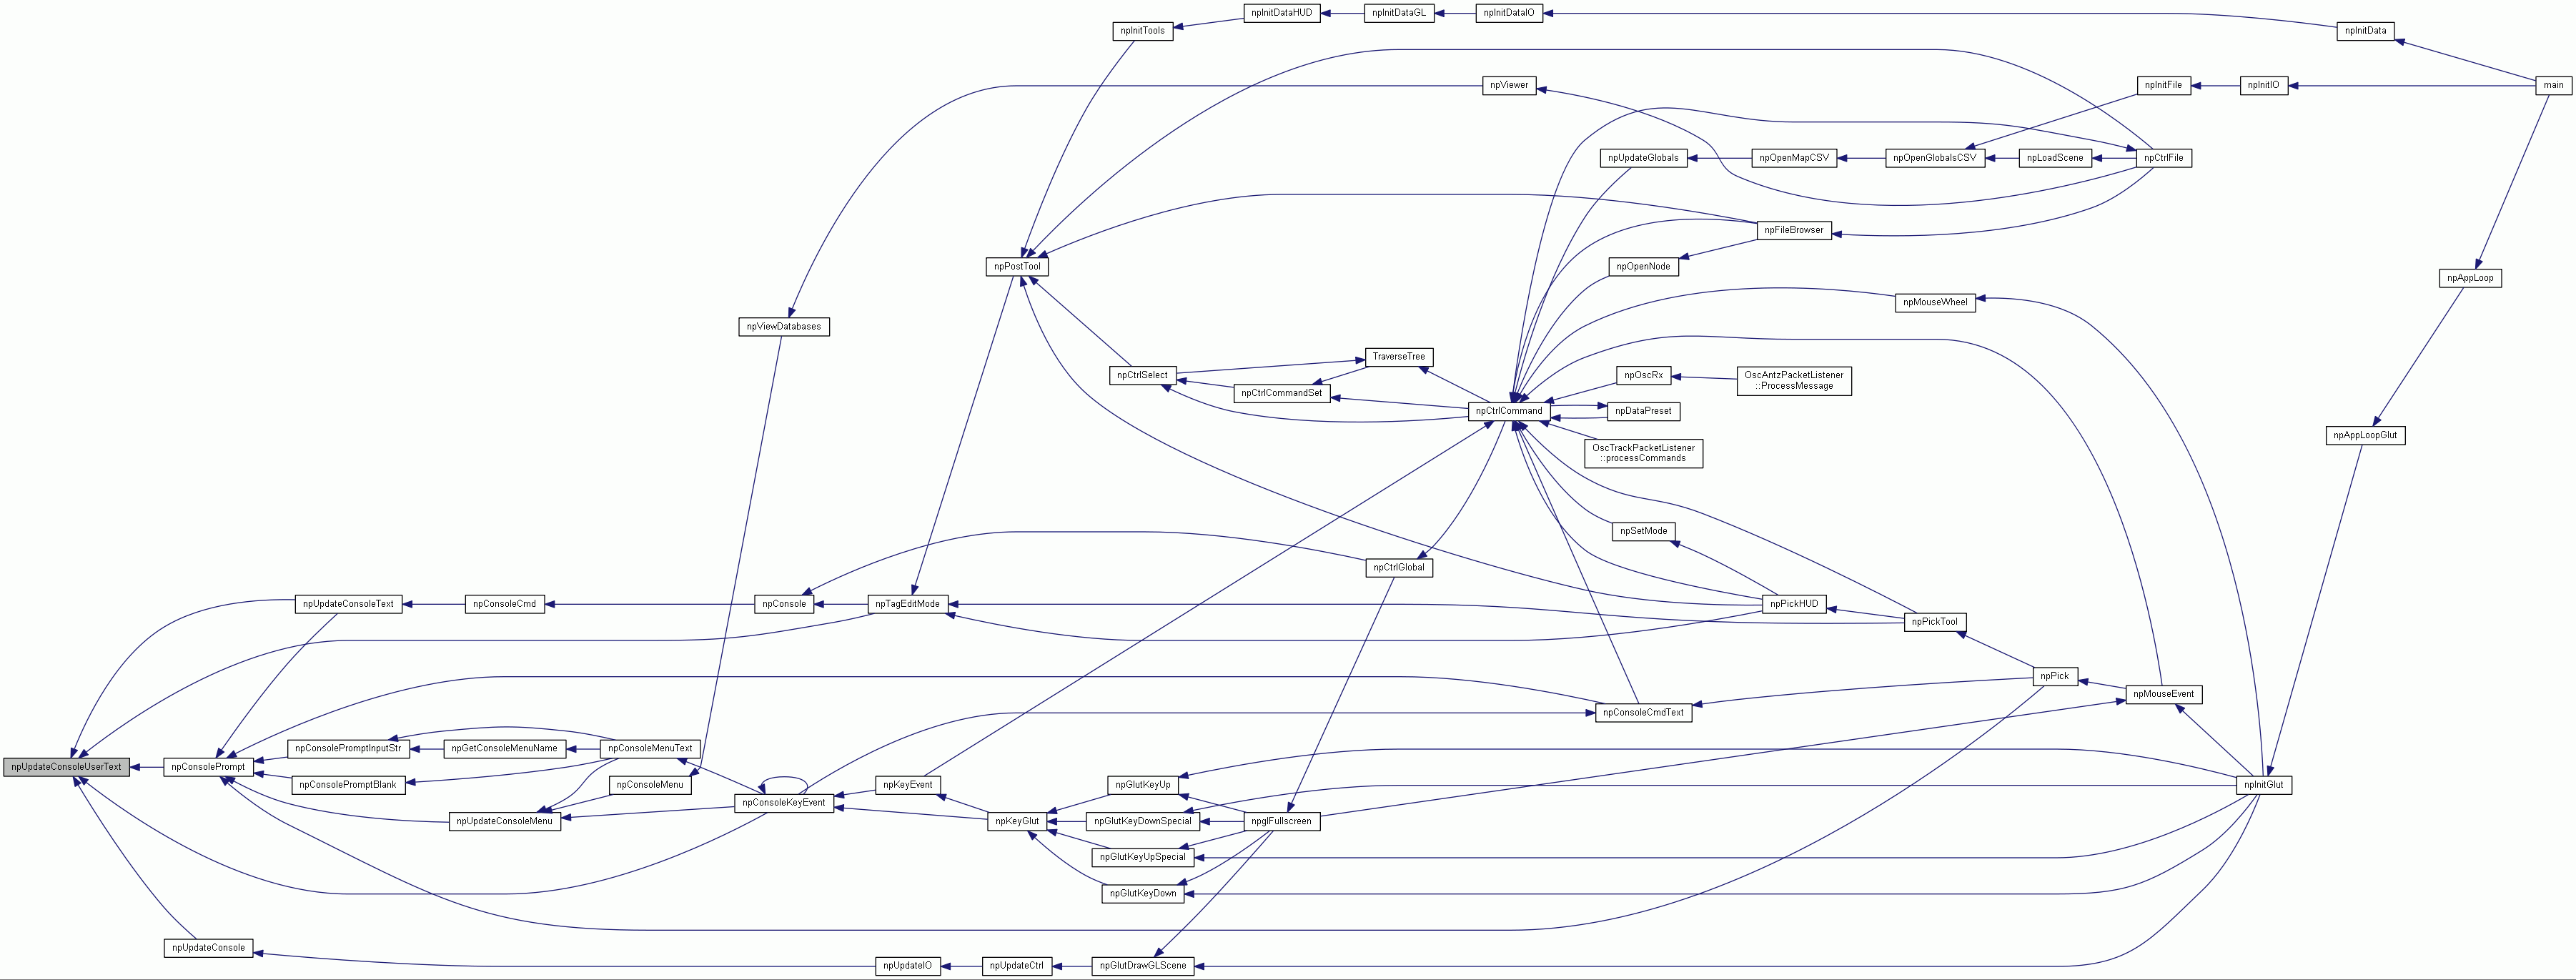 npInitDataHUD
npInitDataGL
npInitDataIO
npInitTools
npInitData
npViewer
npInitFile
npInitIO
main
npUpdateGlobals
npOpenMapCSV
npOpenGlobalsCSV
npLoadScene
npCtrlFile
npFileBrowser
npPostTool
npOpenNode
npAppLoop
npMouseWheel
npViewDatabases
TraverseTree
npCtrlSelect
npOscRx
OscAntzPacketListener
::ProcessMessage
npCtrlCommandSet
npCtrlCommand
npDataPreset
npAppLoopGlut
OscTrackPacketListener
::processCommands
npSetMode
npCtrlGlobal
npUpdateConsoleText
npConsoleCmd
npConsole
npTagEditMode
npPickHUD
npPickTool
npPick
npMouseEvent
npConsoleCmdText
npConsolePromptInputStr
npGetConsoleMenuName
npConsoleMenuText
npUpdateConsoleUserText
npConsolePrompt
npConsolePromptBlank
npConsoleMenu
npKeyEvent
npGlutKeyUp
npInitGlut
npConsoleKeyEvent
npUpdateConsoleMenu
npKeyGlut
npGlutKeyDownSpecial
npglFullscreen
npGlutKeyUpSpecial
npGlutKeyDown
npUpdateConsole
npUpdateIO
npUpdateCtrl
npGlutDrawGLScene